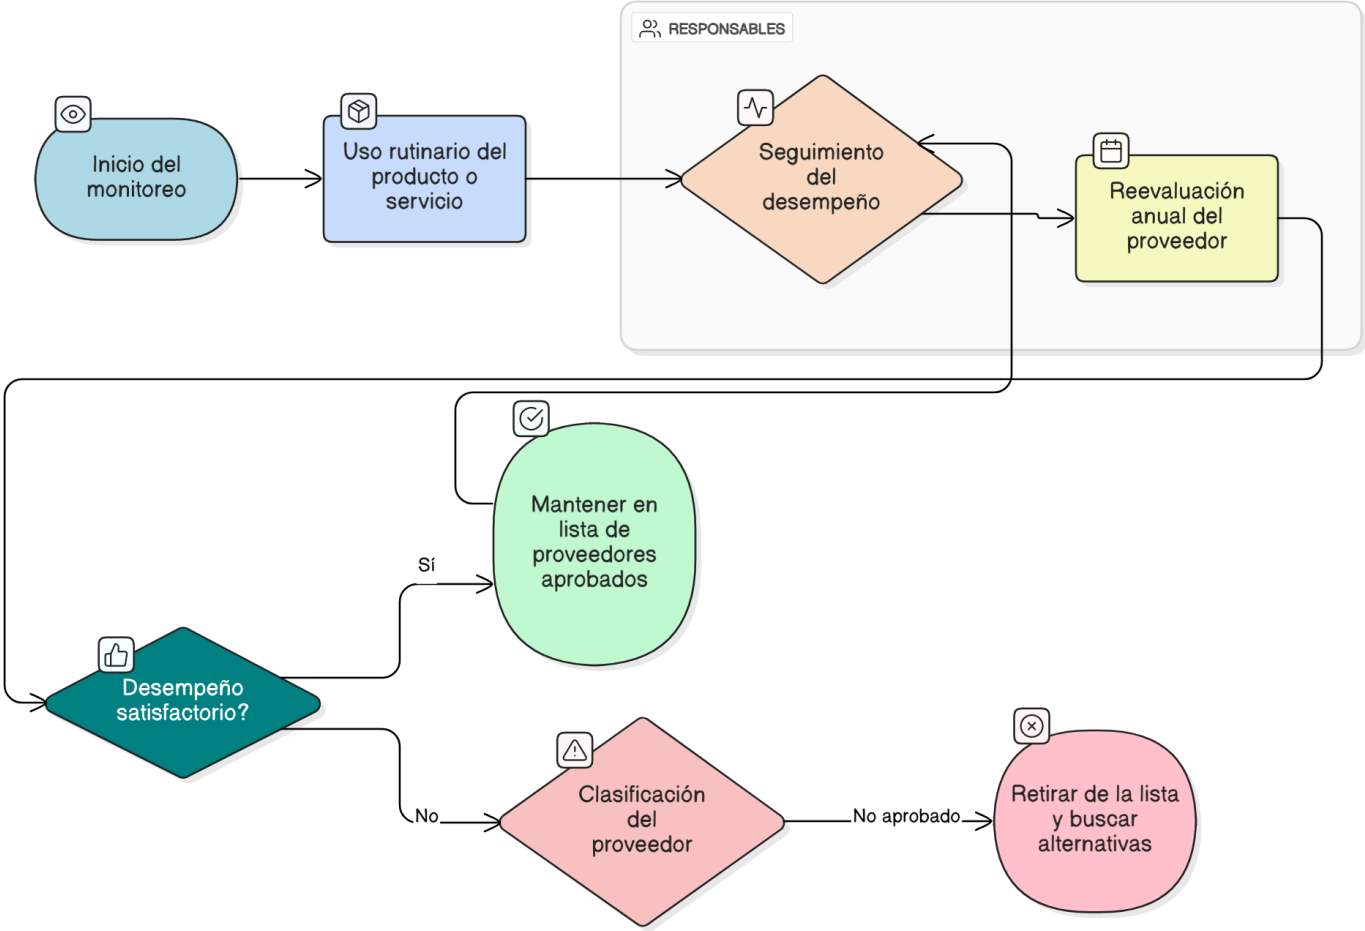 RESPONSABLES
Inicio del
monitoreo
Uso rutinario del
producto o
servicio
Seguimiento
del
desempeño
Reevaluación
anual del
proveedor
Mantener en
lista de
proveedores
aprobados
Sí
Desempeño
satisfactorio?
No
Clasificación
del
proveedor
No aprobado
Retirar de la lista
y buscar
alternativas